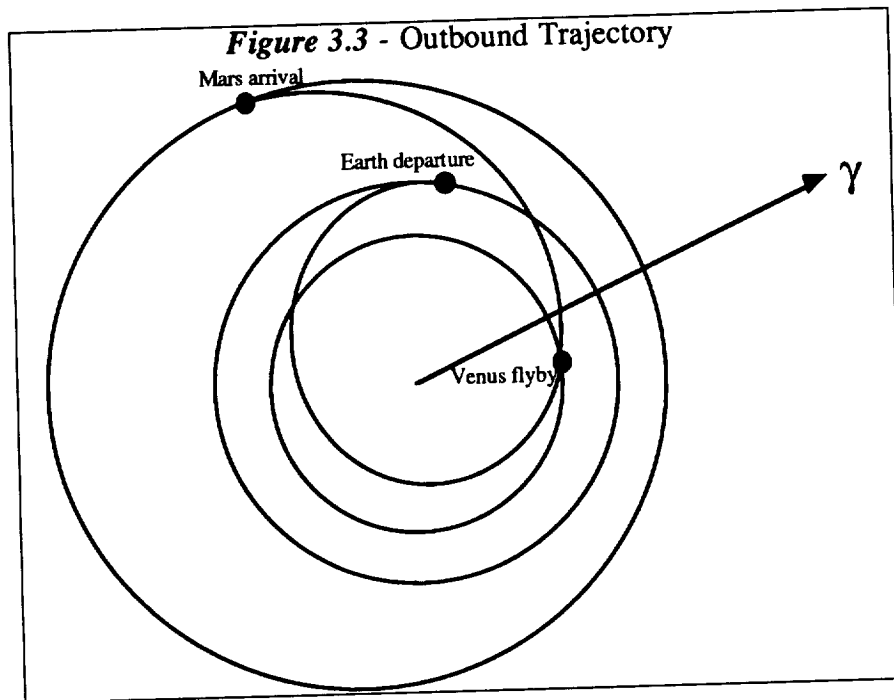 Figure 3.3 - Outbound Trajectory
Mars arrival
Earth departure
γ
Venus flyby